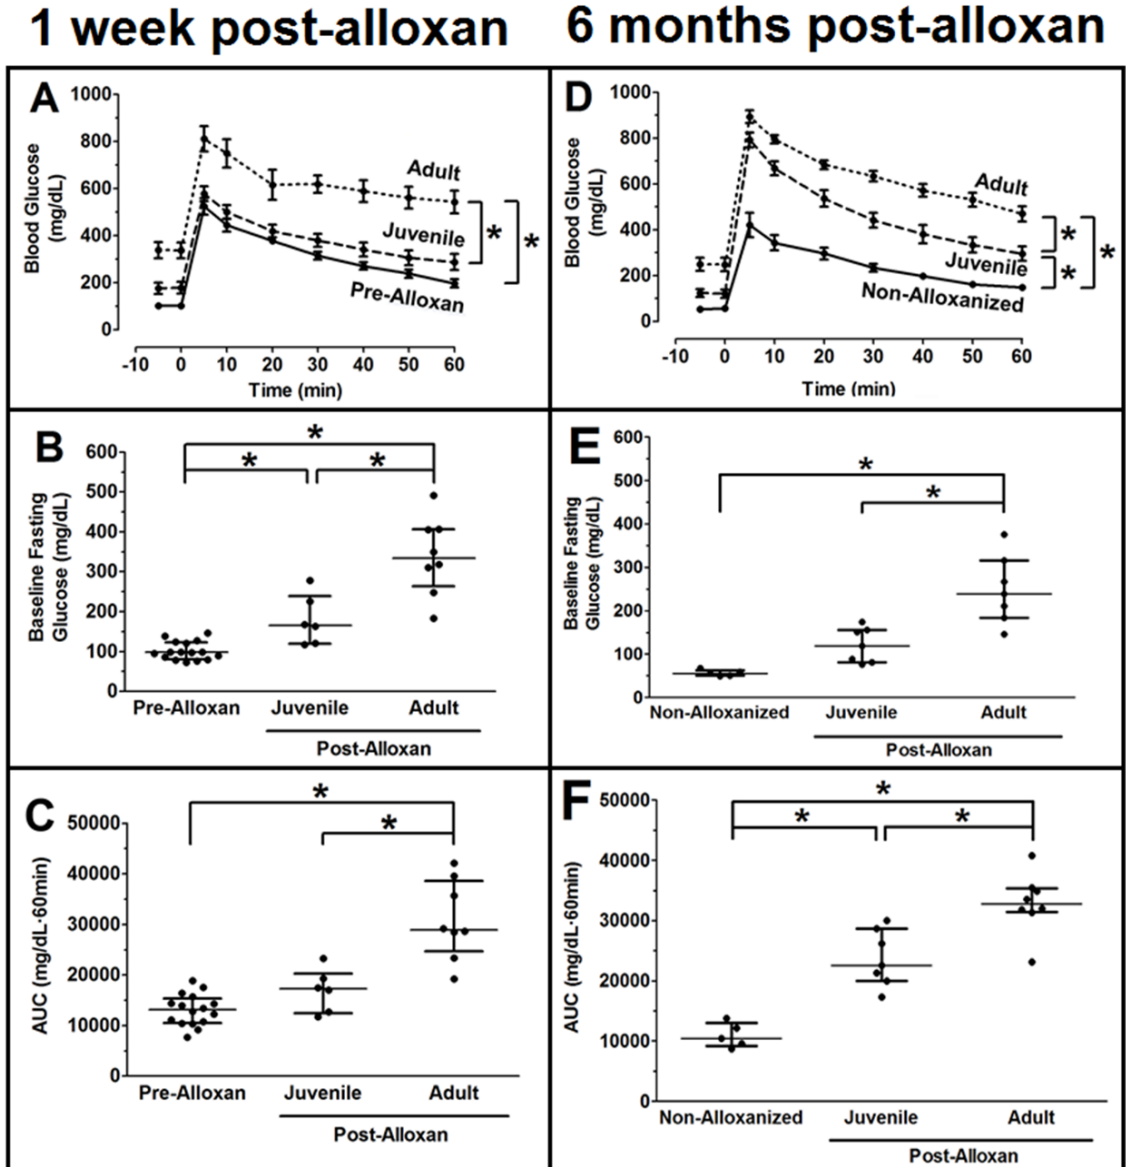 1 week post-alloxan
6 months post-alloxan
A
Blood Glucose
(mg/dL)
1000
800
600
400
200
0
-10 0 10 20 30 40 50 60
Time (min)
Adult
Juvenile
Pre-Alloxan
*
*
D
Blood Glucose
(mg/dL)
1000
800
600
400
200
0
-10 0 10 20 30 40 50 60
Time (min)
Adult
Juvenile
Non-Alloxanized
*
*
*
B
Baseline Fasting
Glucose (mg/dL)
600
500
400
300
200
100
0
*
*
*
Pre-Alloxan Juvenile Adult
Post-Alloxan
E
Baseline Fasting
Glucose (mg/dL)
600
500
400
300
200
100
0
*
*
Non-Alloxanized Juvenile Adult
Post-Alloxan
C
AUC (mg/dL·60min)
50000
40000
30000
20000
10000
0
*
*
Pre-Alloxan Juvenile Adult
Post-Alloxan
F
AUC (mg/dL·60min)
50000
40000
30000
20000
10000
0
*
*
*
Non-Alloxanized Juvenile Adult
Post-Alloxan